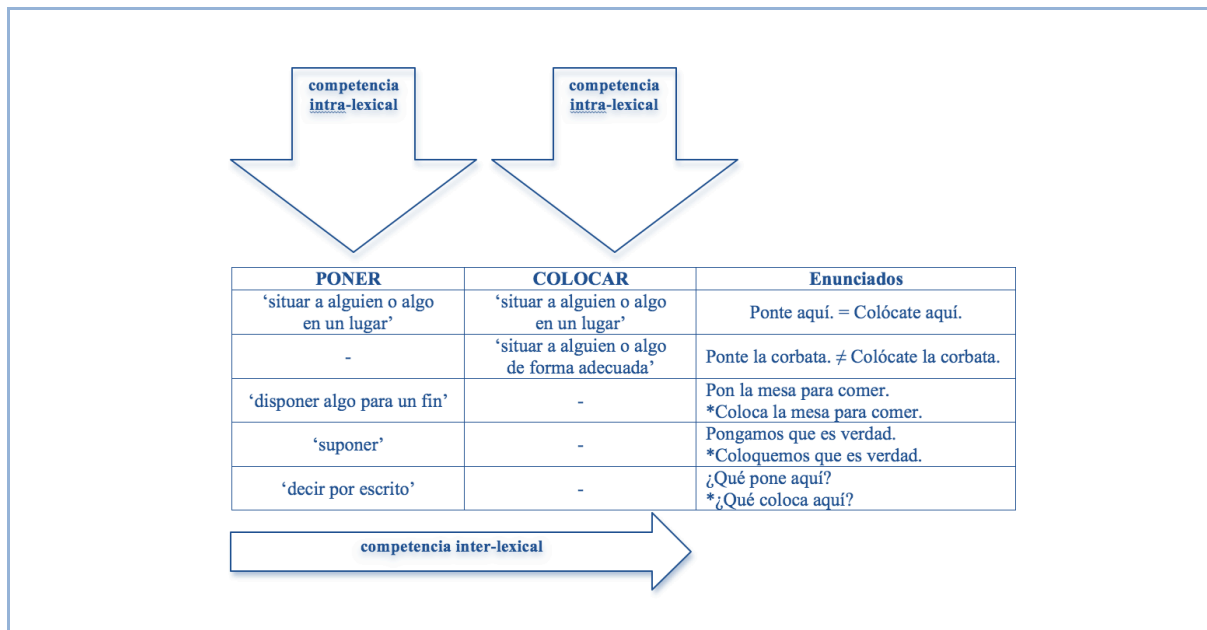 competencia
intra-lexical
competencia
intra-lexical
PONER
COLOCAR
Enunciados
‘situar a alguien o algo
en un lugar’
‘situar a alguien o algo
en un lugar’
Ponte aquí. = Colócate aquí.
-
‘situar a alguien o algo
de forma adecuada’
Ponte la corbata. ≠ Colócate la corbata.
‘disponer algo para un fin’
-
Pon la mesa para comer.
*Coloca la mesa para comer.
‘suponer’
-
Pongamos que es verdad.
*Coloquemos que es verdad.
‘decir por escrito’
-
¿Qué pone aquí?
*¿Qué coloca aquí?
competencia inter-lexical